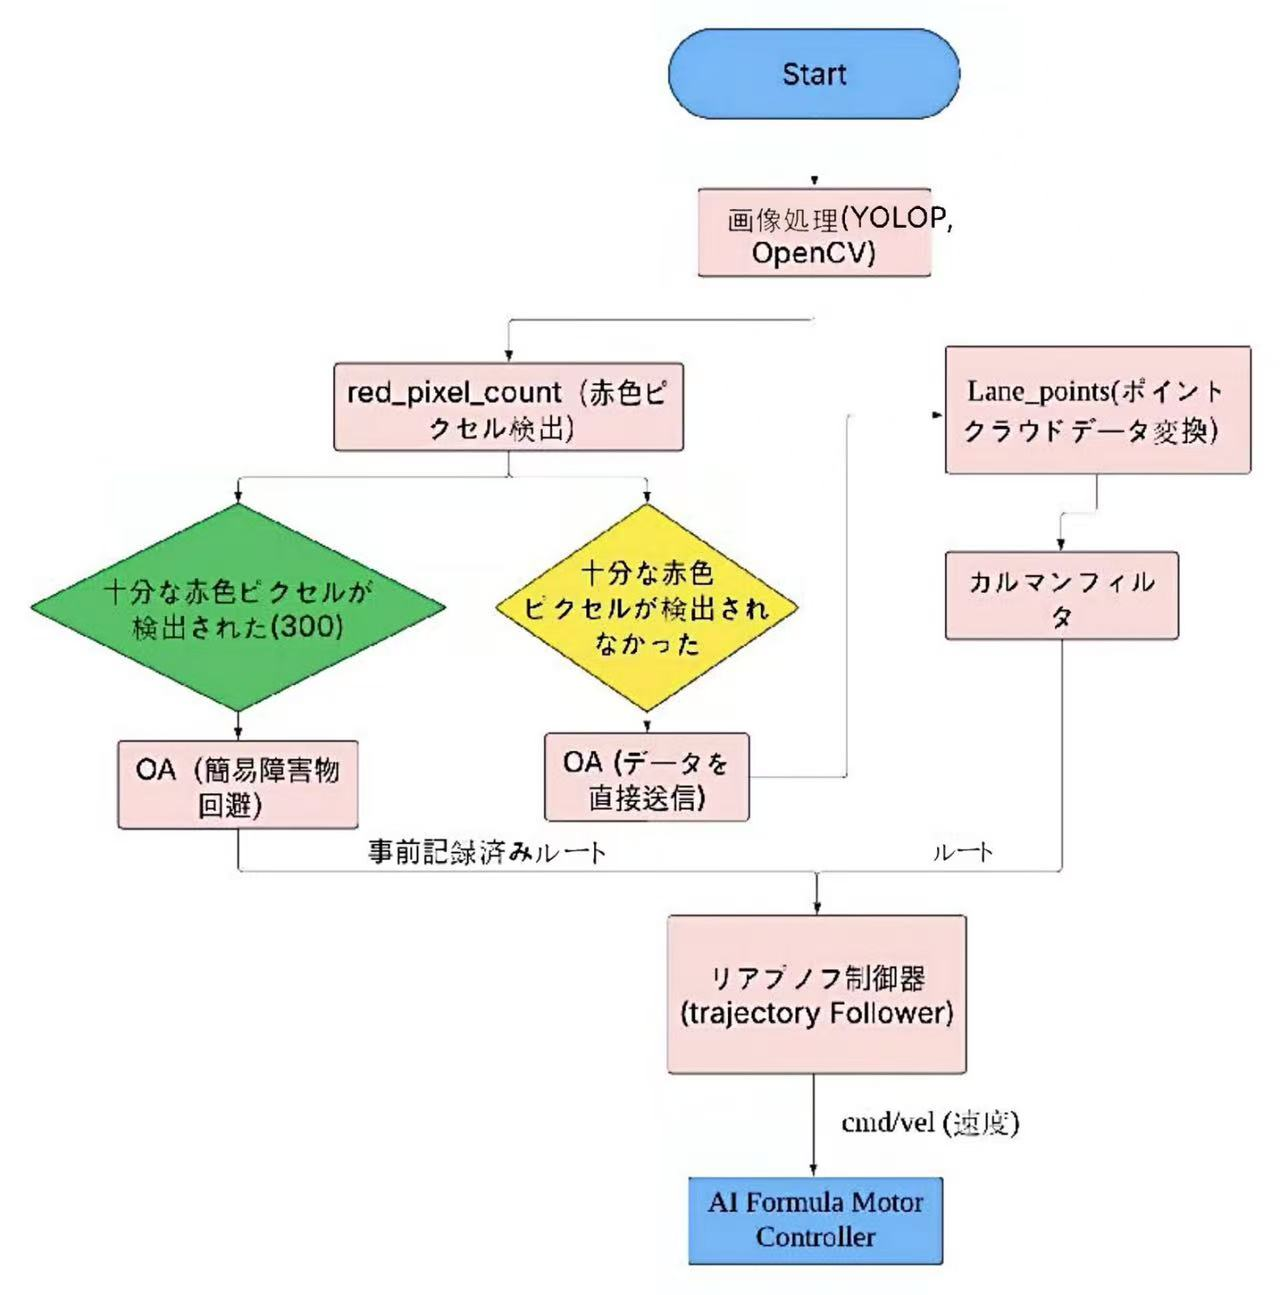 Start
画像処理(YOLOP,
OpenCV)
red_pixel_count（赤色ピ
クセル検出）
Lane_points(ポイント
クラウドデータ変換)
十分な赤色ピクセルが
検出された(300)
十分な赤色
ピクセルが検出され
なかった
カルマンフィル
タ
OA（簡易障害物
回避）
OA (データを
直接送信)
事前記録済みルート
ルート
リアプノフ制御器
(trajectory Follower)
cmd/vel (速度)
AI Formula Motor
Controller